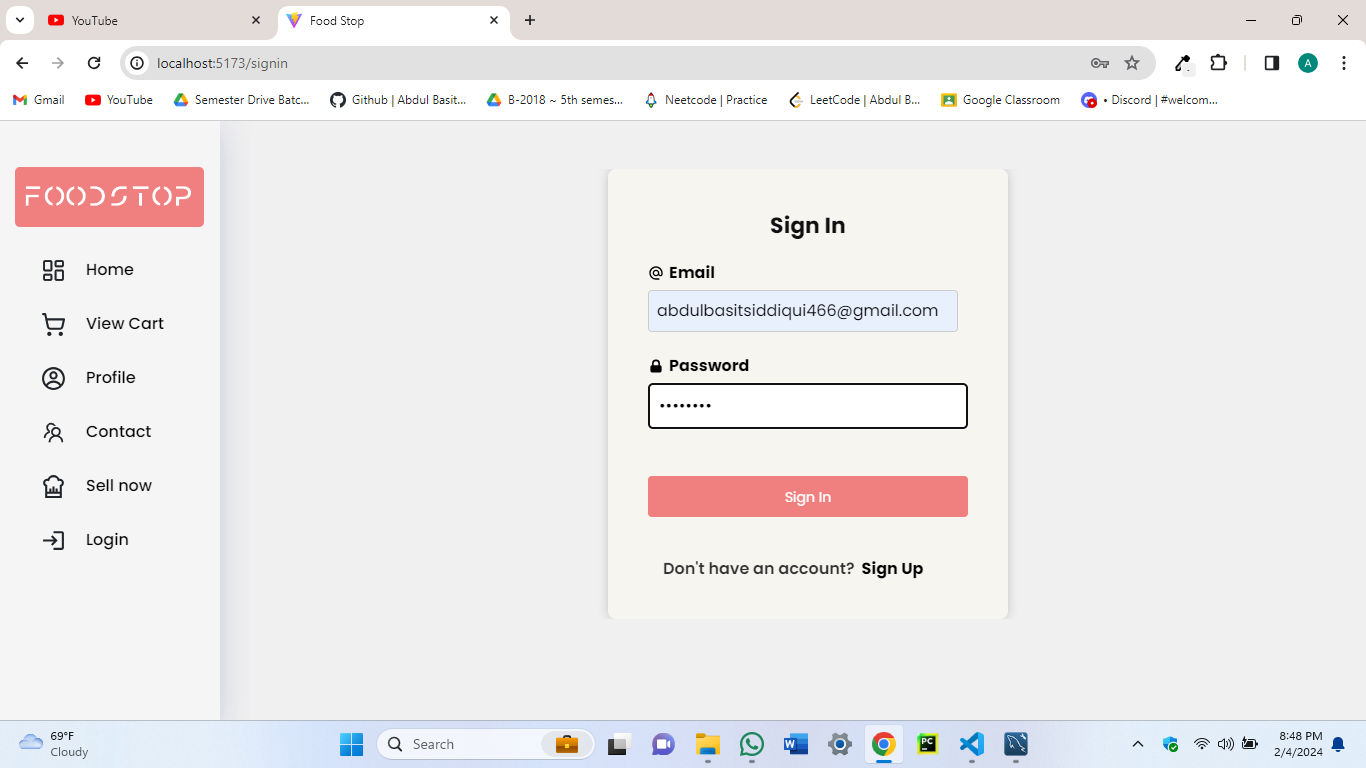 YouTube
Food Stop
localhost:5173/signin
A
Gmail
YouTube
Semester Drive Batc...
Github | Abdul Basit...
B-2018 ~ 5th semes...
Neetcode | Practice
LeetCode | Abdul B...
Google Classroom
• Discord | #welcom...
FOODSTOP
Home
View Cart
Profile
Contact
Sell now
Login
Sign In
@ Email
abdulbasitsiddiqui466@gmail.com
Password
••••••••
Sign In
Don't have an account? Sign Up
69°F
Cloudy
Search
W
PC
8:48 PM
2/4/2024